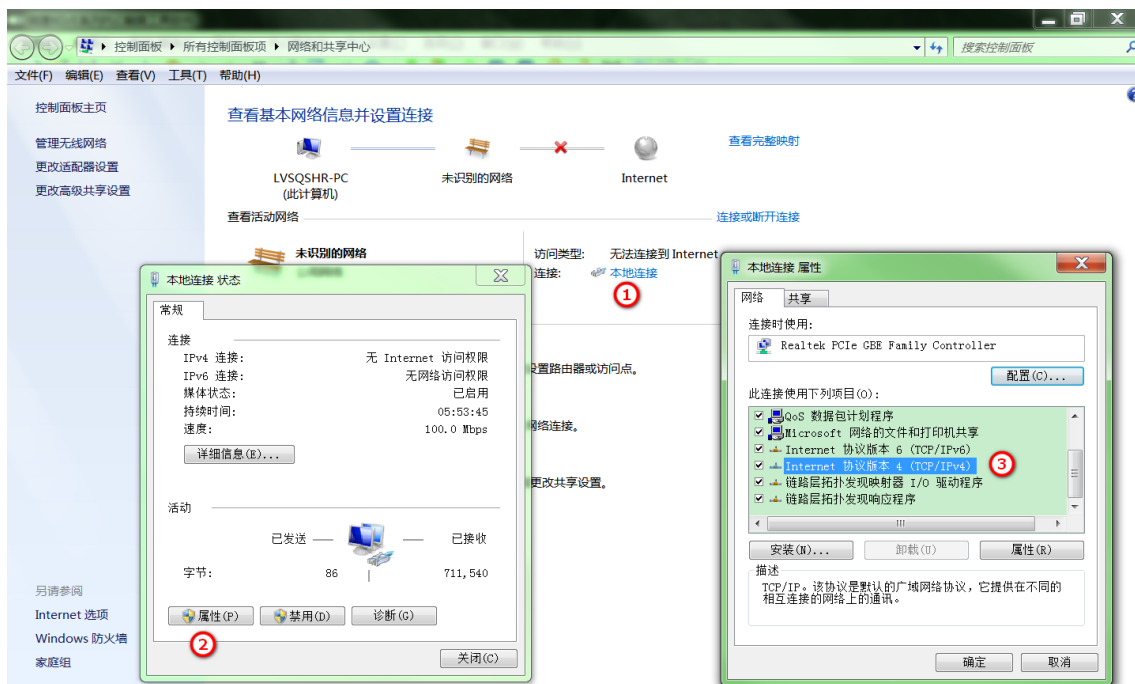 控制面板 ▸ 所有控制面板项 ▸ 网络和共享中心
搜索控制面板
文件(F) 编辑(E) 查看(V) 工具(T) 帮助(H)
控制面板主页
管理无线网络
更改适配器设置
更改高级共享设置
查看基本网络信息并设置连接
查看完整映射
LVSQSHR-PC
(此计算机)
未识别的网络
Internet
查看活动网络
连接或断开连接
未识别的网络
访问类型: 无法连接到 Internet
连接: 本地连接
1
设置路由器或访问点。
网络连接。
更改共享设置。
另请参阅
Internet 选项
Windows 防火墙
家庭组
本地连接 状态
常规
连接
IPv4 连接: 无 Internet 访问权限
IPv6 连接: 无网络访问权限
媒体状态: 已启用
持续时间: 05:53:45
速度: 100.0 Mbps
详细信息(E)...
活动
已发送 — — 已接收
字节: 86 | 711,540
属性(P) 禁用(D) 诊断(G)
2
关闭(C)
本地连接 属性
网络 共享
连接时使用:
Realtek PCIe GBE Family Controller
配置(C)...
此连接使用下列项目(O):
QoS 数据包计划程序
Microsoft 网络的文件和打印机共享
Internet 协议版本 6 (TCP/IPv6)
Internet 协议版本 4 (TCP/IPv4)
3
链路层拓扑发现映射器 I/O 驱动程序
链路层拓扑发现响应程序
安装(N)... 卸载(U) 属性(R)
描述
TCP/IP。该协议是默认的广域网络协议，它提供在不同的
相互连接的网络上的通讯。
确定 取消